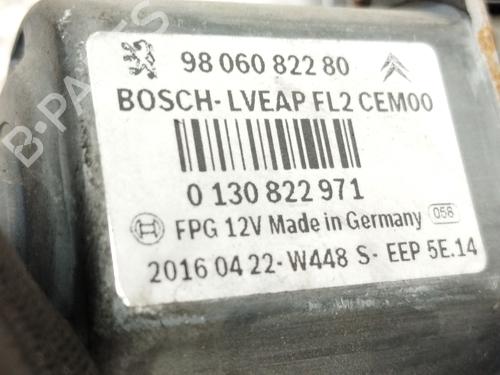 98 060 822 80
BOSCH- LVEAP FL2 CEM00
0 130 822 971
FPG 12V Made in Germany 058
2016 04 22- W448 S- EEP 5E.14